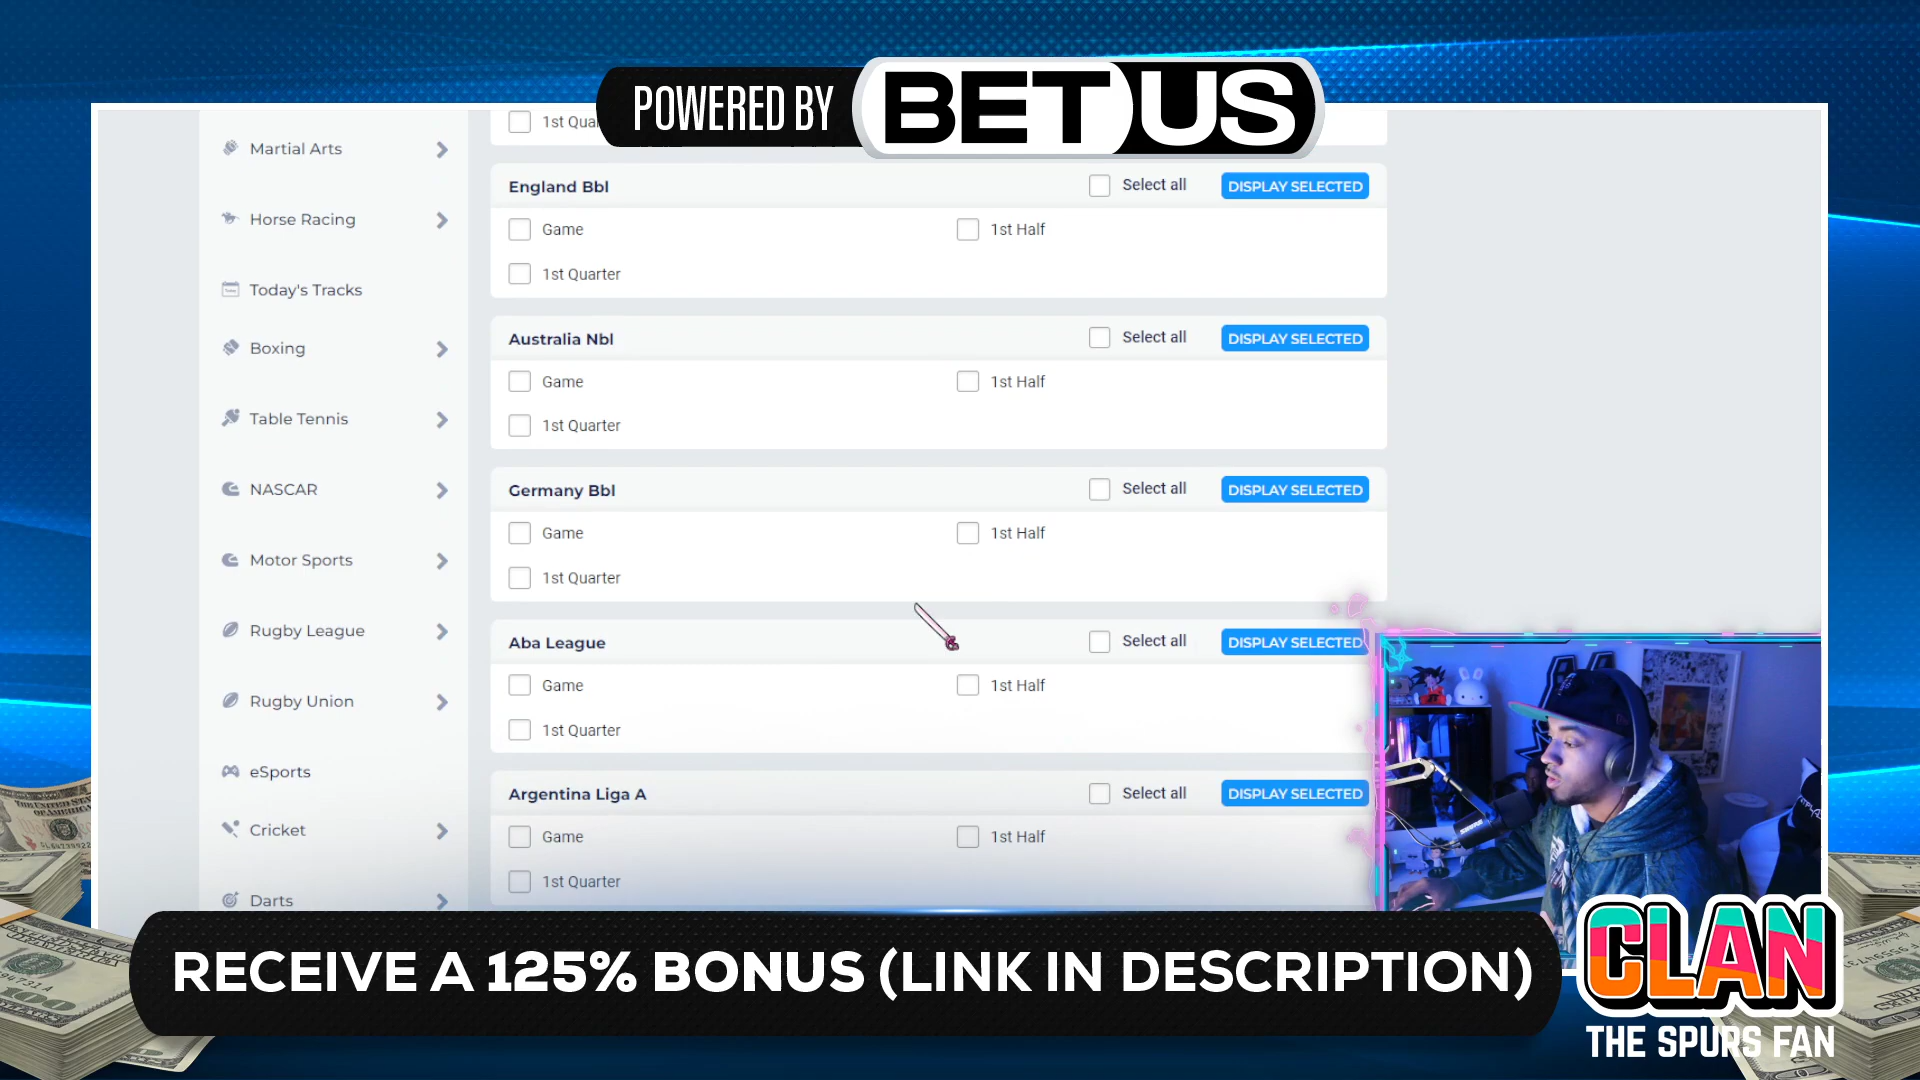 POWERED BY BETUS
1st Qua
Martial Arts
Horse Racing
Today's Tracks
Boxing
Table Tennis
NASCAR
Motor Sports
Rugby League
Rugby Union
eSports
Cricket
Darts
England Bbl
Select all
DISPLAY SELECTED
Game
1st Half
1st Quarter
Australia Nbl
Select all
DISPLAY SELECTED
Game
1st Half
1st Quarter
Germany Bbl
Select all
DISPLAY SELECTED
Game
1st Half
1st Quarter
Aba League
Select all
DISPLAY SELECTED
Game
1st Half
1st Quarter
Argentina Liga A
Select all
DISPLAY SELECTED
Game
1st Half
1st Quarter
RECEIVE A 125% BONUS (LINK IN DESCRIPTION)
CLAN
THE SPURS FAN